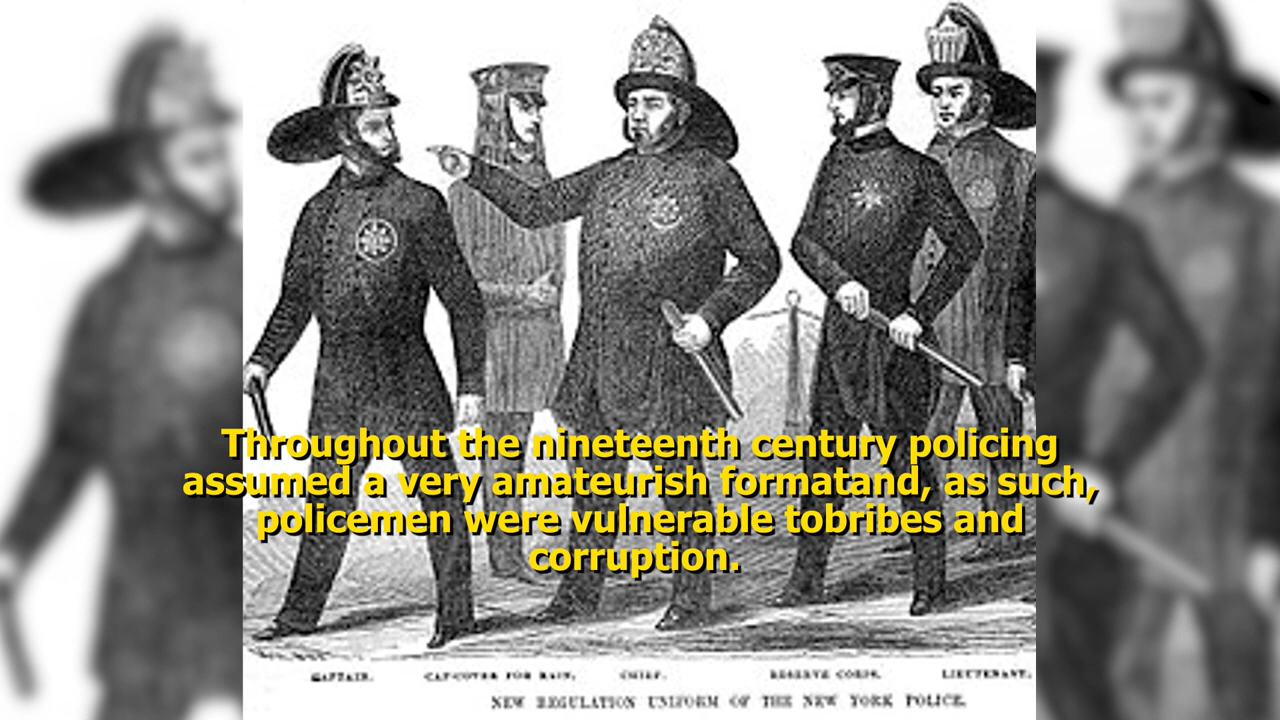 Throughout the nineteenth century policing
assumed a very amateurish formatand, as such,
policemen were vulnerable tobribes and
corruption.
CAPTAIN. CAP-COVER FOR RAIN. CHIEF. RESERVE CORPS. LIEUTENANT.
NEW REGULATION UNIFORM OF THE NEW YORK POLICE.